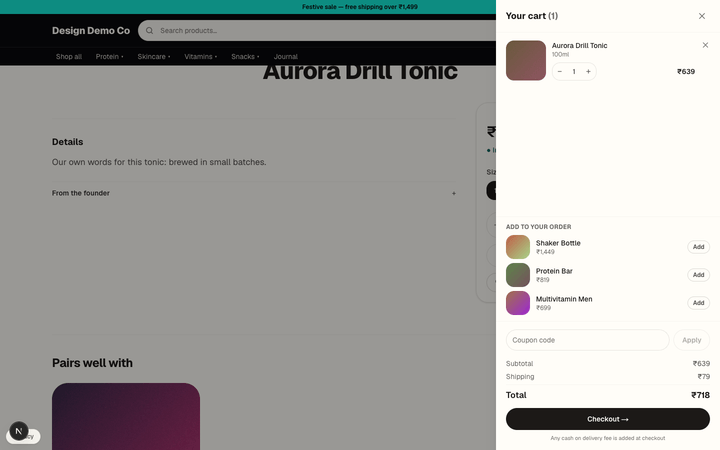 Festive sale — free shipping over ₹1,499
Design Demo Co
Search products...
Shop all
Protein
Skincare
Vitamins
Snacks
Journal
Aurora Drill Tonic
Details
Our own words for this tonic: brewed in small batches.
From the founder
+
Pairs well with
N
Your cart (1)
Aurora Drill Tonic
100ml
− 1 +
₹639
ADD TO YOUR ORDER
Shaker Bottle
₹1,449
Add
Protein Bar
₹819
Add
Multivitamin Men
₹699
Add
Coupon code
Apply
Subtotal ₹639
Shipping ₹79
Total ₹718
Checkout →
Any cash on delivery fee is added at checkout